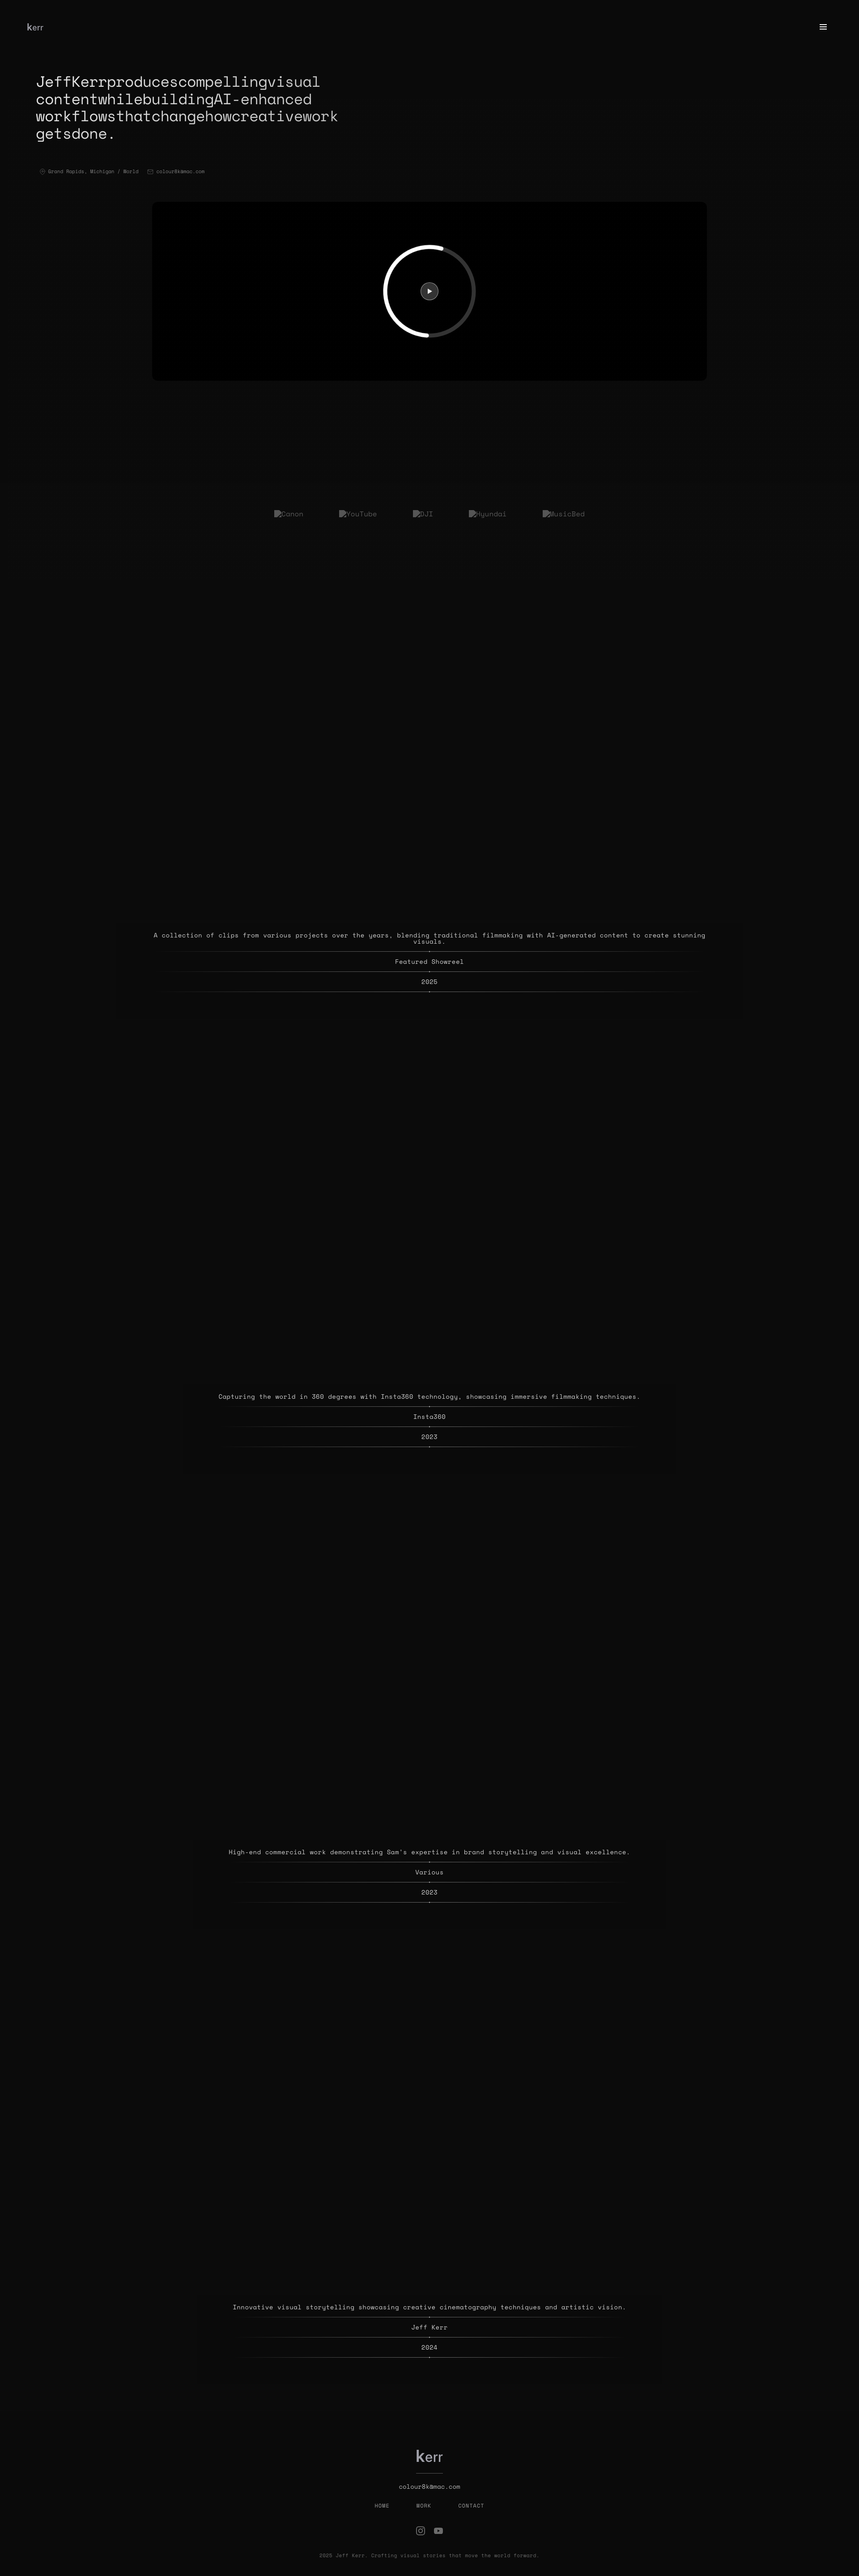 kerr
JeffKerrproducescompellingvisual
contentwhilebuildingAI-enhanced
workflowsthatchangehowcreativework
getsdone.
Grand Rapids, Michigan / World
colour8k@mac.com
Canon
YouTube
DJI
Hyundai
MusicBed
A collection of clips from various projects over the years, blending traditional filmmaking with AI-generated content to create stunning
visuals.
Featured Showreel
2025
Capturing the world in 360 degrees with Insta360 technology, showcasing immersive filmmaking techniques.
Insta360
2023
High-end commercial work demonstrating Sam's expertise in brand storytelling and visual excellence.
Various
2023
Innovative visual storytelling showcasing creative cinematography techniques and artistic vision.
Jeff Kerr
2024
kerr
colour8k@mac.com
HOME
WORK
CONTACT
2025 Jeff Kerr. Crafting visual stories that move the world forward.